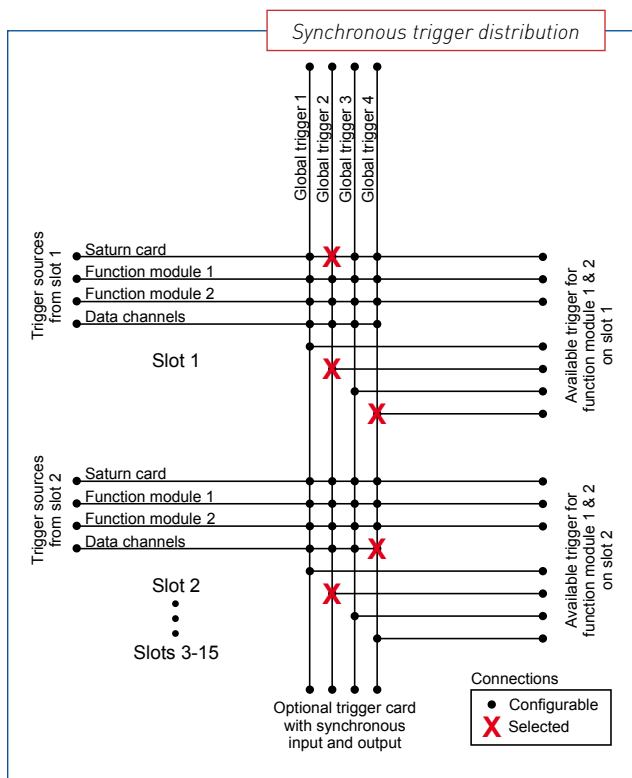 Synchronous trigger distribution
Global trigger 1
Global trigger 2
Global trigger 3
Global trigger 4
Trigger sources
from slot 1
Saturn card
Function module 1
Function module 2
Data channels
Slot 1
Available trigger for
function module 1 & 2
on slot 1
Trigger sources
from slot 2
Saturn card
Function module 1
Function module 2
Data channels
Slot 2
Slots 3-15
Available trigger for
function module 1 & 2
on slot 2
Optional trigger card
with synchronous
input and output
Connections
Configurable
X Selected